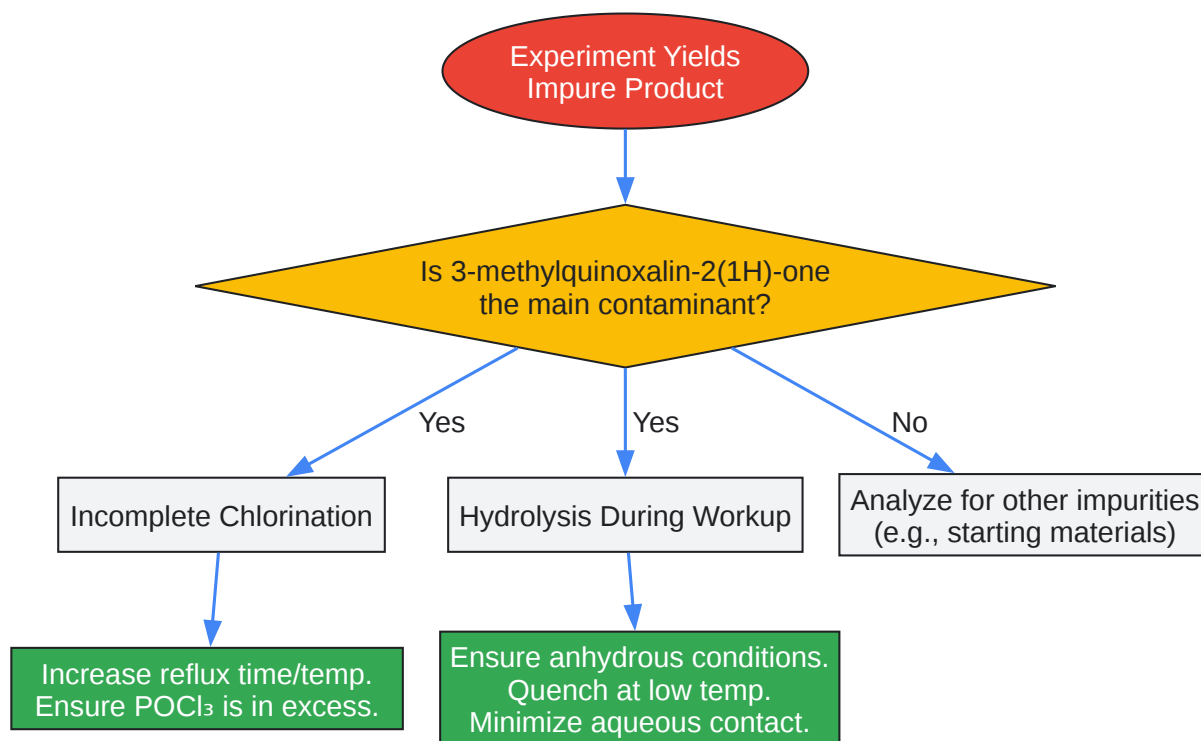 Experiment Yields
Impure Product
Is 3-methylquinoxalin-2(1H)-one
the main contaminant?
Yes
Yes
No
Incomplete Chlorination
Hydrolysis During Workup
Analyze for other impurities
(e.g., starting materials)
Increase reflux time/temp.
Ensure POCl₃ is in excess.
Ensure anhydrous conditions.
Quench at low temp.
Minimize aqueous contact.